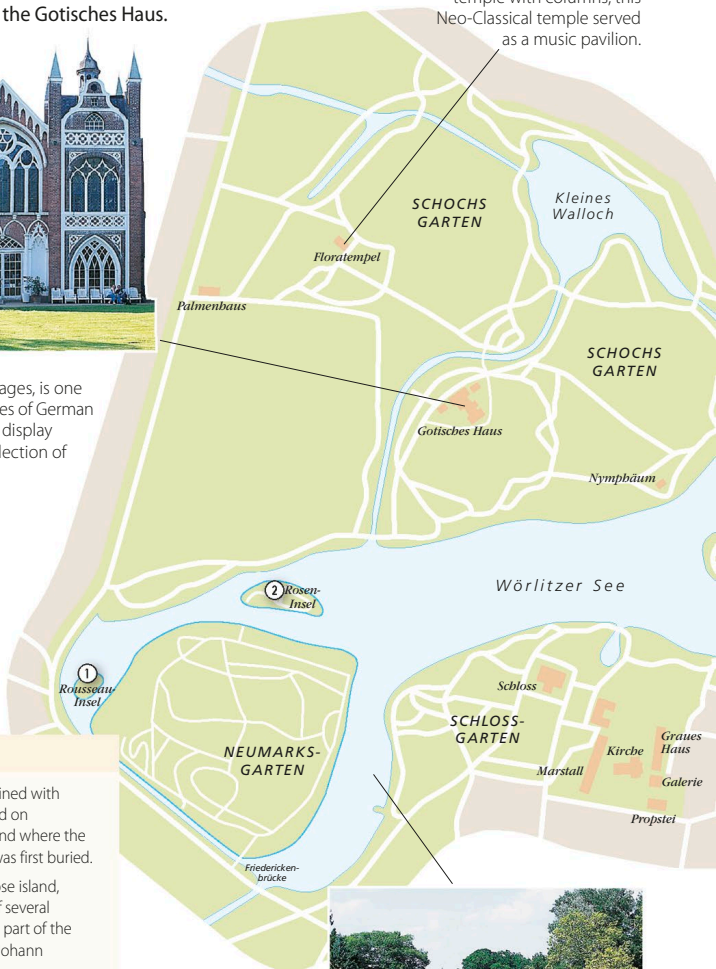 the Gotisches Haus.
temple with columns, this
Neo-Classical temple served
as a music pavilion.
SCHOCHS
GARTEN
Kleines
Walloch
Floratempel
Palmenhaus
SCHOCHS
GARTEN
ages, is one
es of German
display
lection of
Gotisches Haus
Nymphäum
Wörlitzer See
2
Rosen-
Insel
1
Rousseau-
Insel
Schloss
SCHLOSS-
GARTEN
NEUMARKS-
GARTEN
Marstall
Kirche
Graues
Haus
Galerie
Propstei
Friedericken-
brücke
ined with
d on
nd where the
was first buried.
ose island,
f several
part of the
Johann